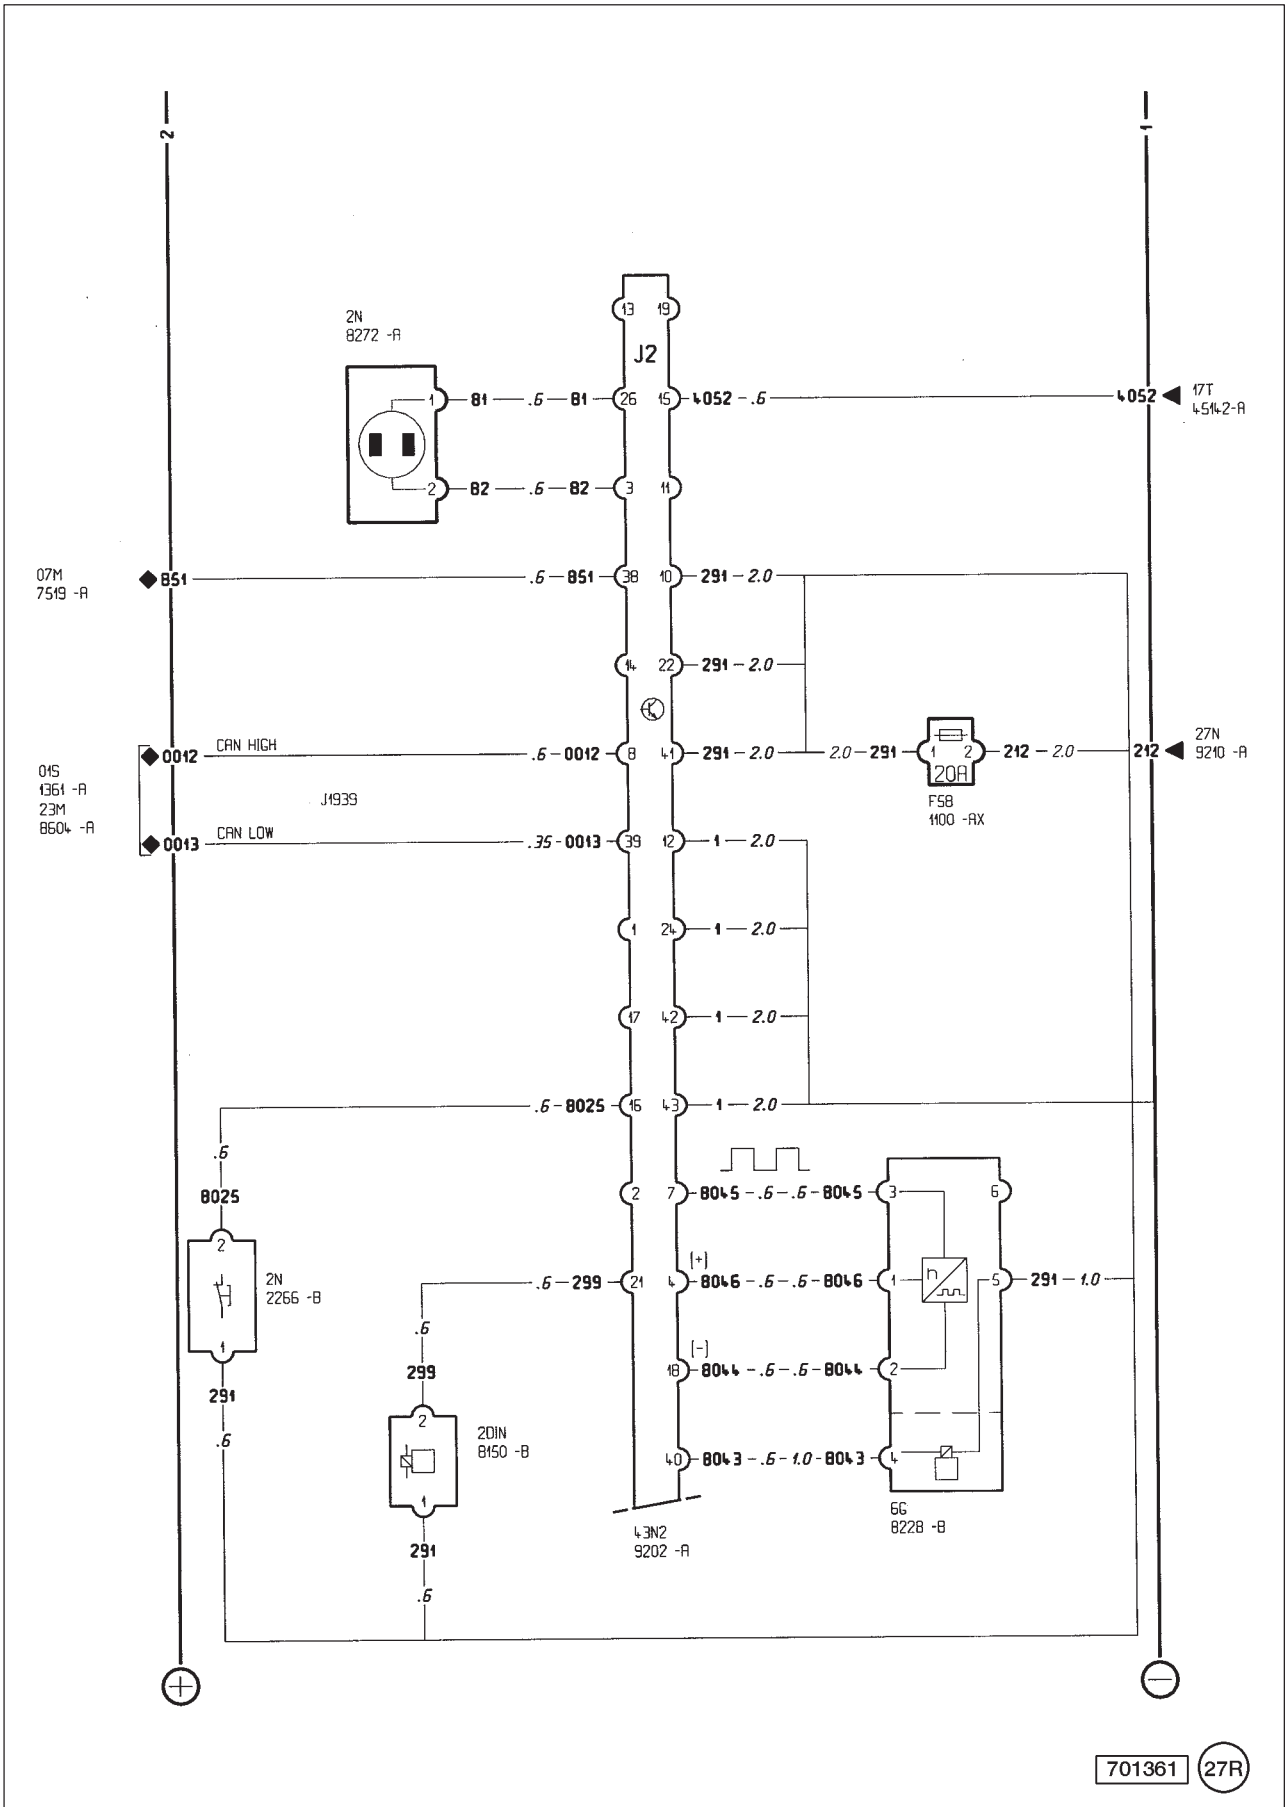 2 1
13 19
2N
8272 -A
J2
1 81 .6 81 26 15 4052 .6 4052 17T
45142-A
2 82 .6 82 3 11
07M
7519 -A
851 .6 851 38 10 291 2.0
14 22 291 2.0
27N
9210 -A
0012 CAN HIGH .6 0012 8 41 291 2.0 2.0 291 1 2 212 2.0 212
20A
F58
1100 -AX
01S
1361 -A
23M
8604 -A
J1939
0013 CAN LOW .35 0013 39 12 1 2.0
1 24 1 2.0
17 42 1 2.0
.6 8025 16 43 1 2.0
.6
8025
2 7 8045 .6 .6 8045 3 6
2
[+]
.6 299 21 4 8046 .6 .6 8046 1 n 5 291 1.0
2N
2266 -B
.6
1
[-]
299 18 8044 .6 .6 8044 2
291
2
.6
2DIN
8150 -B
40 8043 .6 1.0 8043 4
1
6G
8228 -B
43N2
9202 -A
291
.6
+ −
701361 27R